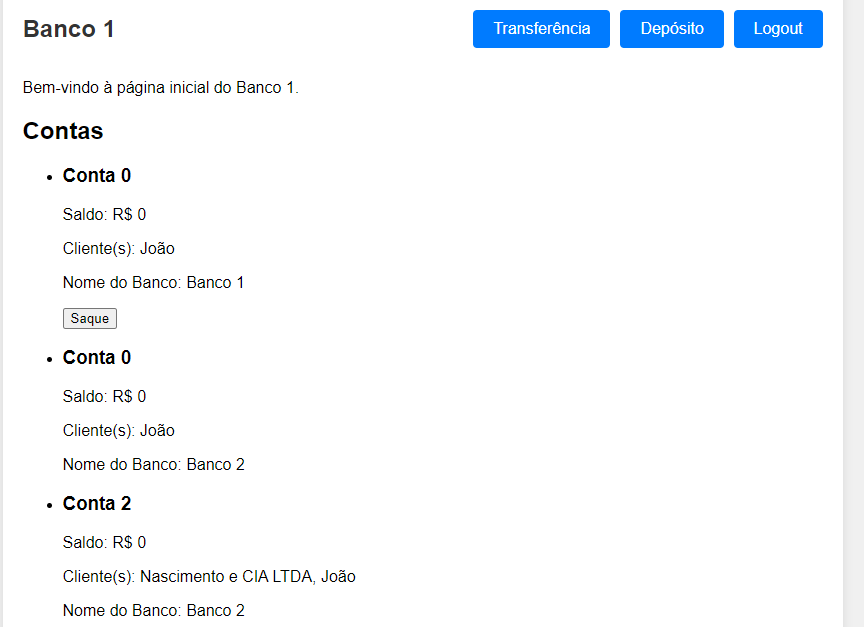 Banco 1
Transferência
Depósito
Logout
Bem-vindo à página inicial do Banco 1.
Contas
Conta 0
Saldo: R$ 0
Cliente(s): João
Nome do Banco: Banco 1
Saque
Conta 0
Saldo: R$ 0
Cliente(s): João
Nome do Banco: Banco 2
Conta 2
Saldo: R$ 0
Cliente(s): Nascimento e CIA LTDA, João
Nome do Banco: Banco 2